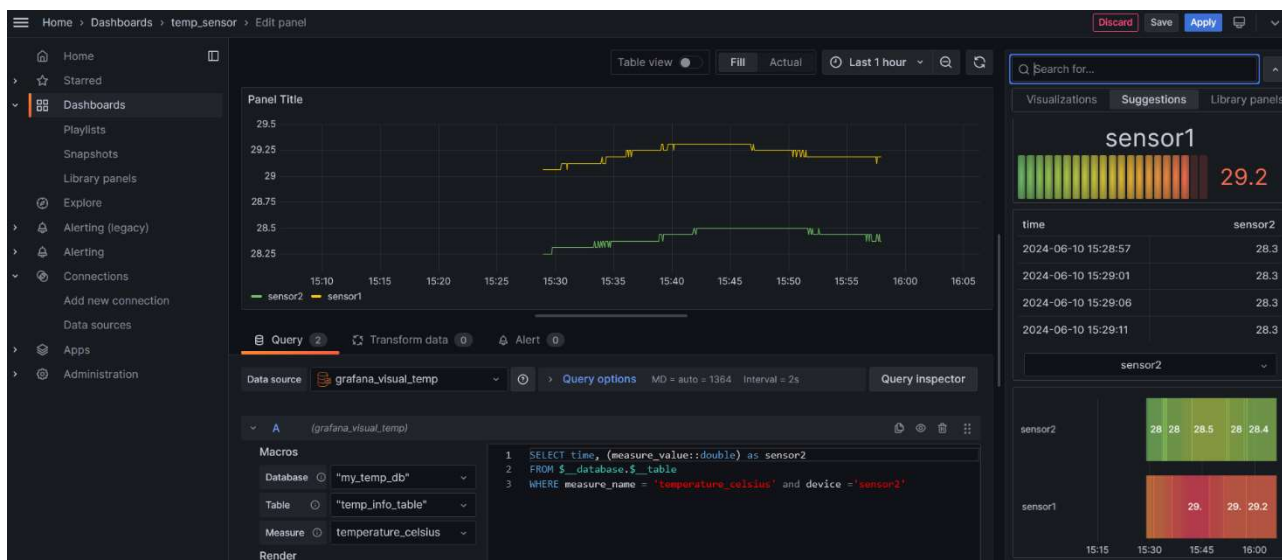 Home › Dashboards › temp_sensor › Edit panel
Discard Save Apply
Home
Starred
Dashboards
Playlists
Snapshots
Library panels
Explore
Alerting (legacy)
Alerting
Connections
Add new connection
Data sources
Apps
Administration
Table view Fill Actual Last 1 hour
Panel Title
29.5
29.25
29
28.75
28.5
28.25
15:10 15:15 15:20 15:25 15:30 15:35 15:40 15:45 15:50 15:55 16:00 16:05
sensor2 sensor1
Query 2 Transform data 0 Alert 0
Data source grafana_visual_temp › Query options MD = auto = 1364 Interval = 2s Query inspector
A (grafana_visual_temp)
Macros
Database "my_temp_db"
Table "temp_info_table"
Measure temperature_celsius
Render
1 SELECT time, (measure_value::double) as sensor2
2 FROM $__database.$__table
3 WHERE measure_name = 'temperature_celsius' and device ='sensor2'
Search for...
Visualizations Suggestions Library panels
sensor1
29.2
time sensor2
2024-06-10 15:28:57 28.3
2024-06-10 15:29:01 28.3
2024-06-10 15:29:06 28.3
2024-06-10 15:29:11 28.3
sensor2
sensor2 28 28 28.5 28 28.4
sensor1 29. 29. 29.2
15:15 15:30 15:45 16:00